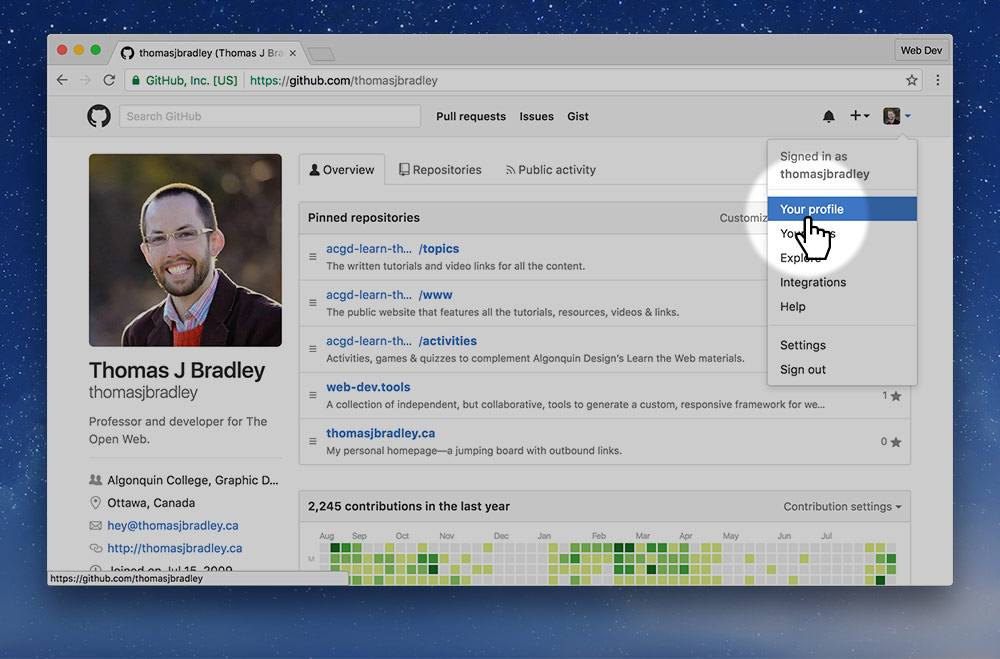 thomasjbradley (Thomas J Bra
Web Dev
GitHub, Inc. [US] https://github.com/thomasjbradley
Search GitHub Pull requests Issues Gist
Signed in as
thomasjbradley
Your profile
Explore
Integrations
Help
Settings
Sign out
Overview Repositories Public activity
Pinned repositories Customiz
acgd-learn-th... /topics
The written tutorials and video links for all the content.
acgd-learn-th... /www
The public website that features all the tutorials, resources, videos & links.
acgd-learn-th... /activities
Activities, games & quizzes to complement Algonquin Design’s Learn the Web materials.
web-dev.tools
A collection of independent, but collaborative, tools to generate a custom, responsive framework for we...
1
thomasjbradley.ca
My personal homepage—a jumping board with outbound links.
0
Thomas J Bradley
thomasjbradley
Professor and developer for The
Open Web.
Algonquin College, Graphic D...
Ottawa, Canada
hey@thomasjbradley.ca
http://thomasjbradley.ca
Joined on Jul 15, 2009
2,245 contributions in the last year Contribution settings
Aug Sep Oct Nov Dec Jan Feb Mar Apr May Jun Jul
M
https://github.com/thomasjbradley